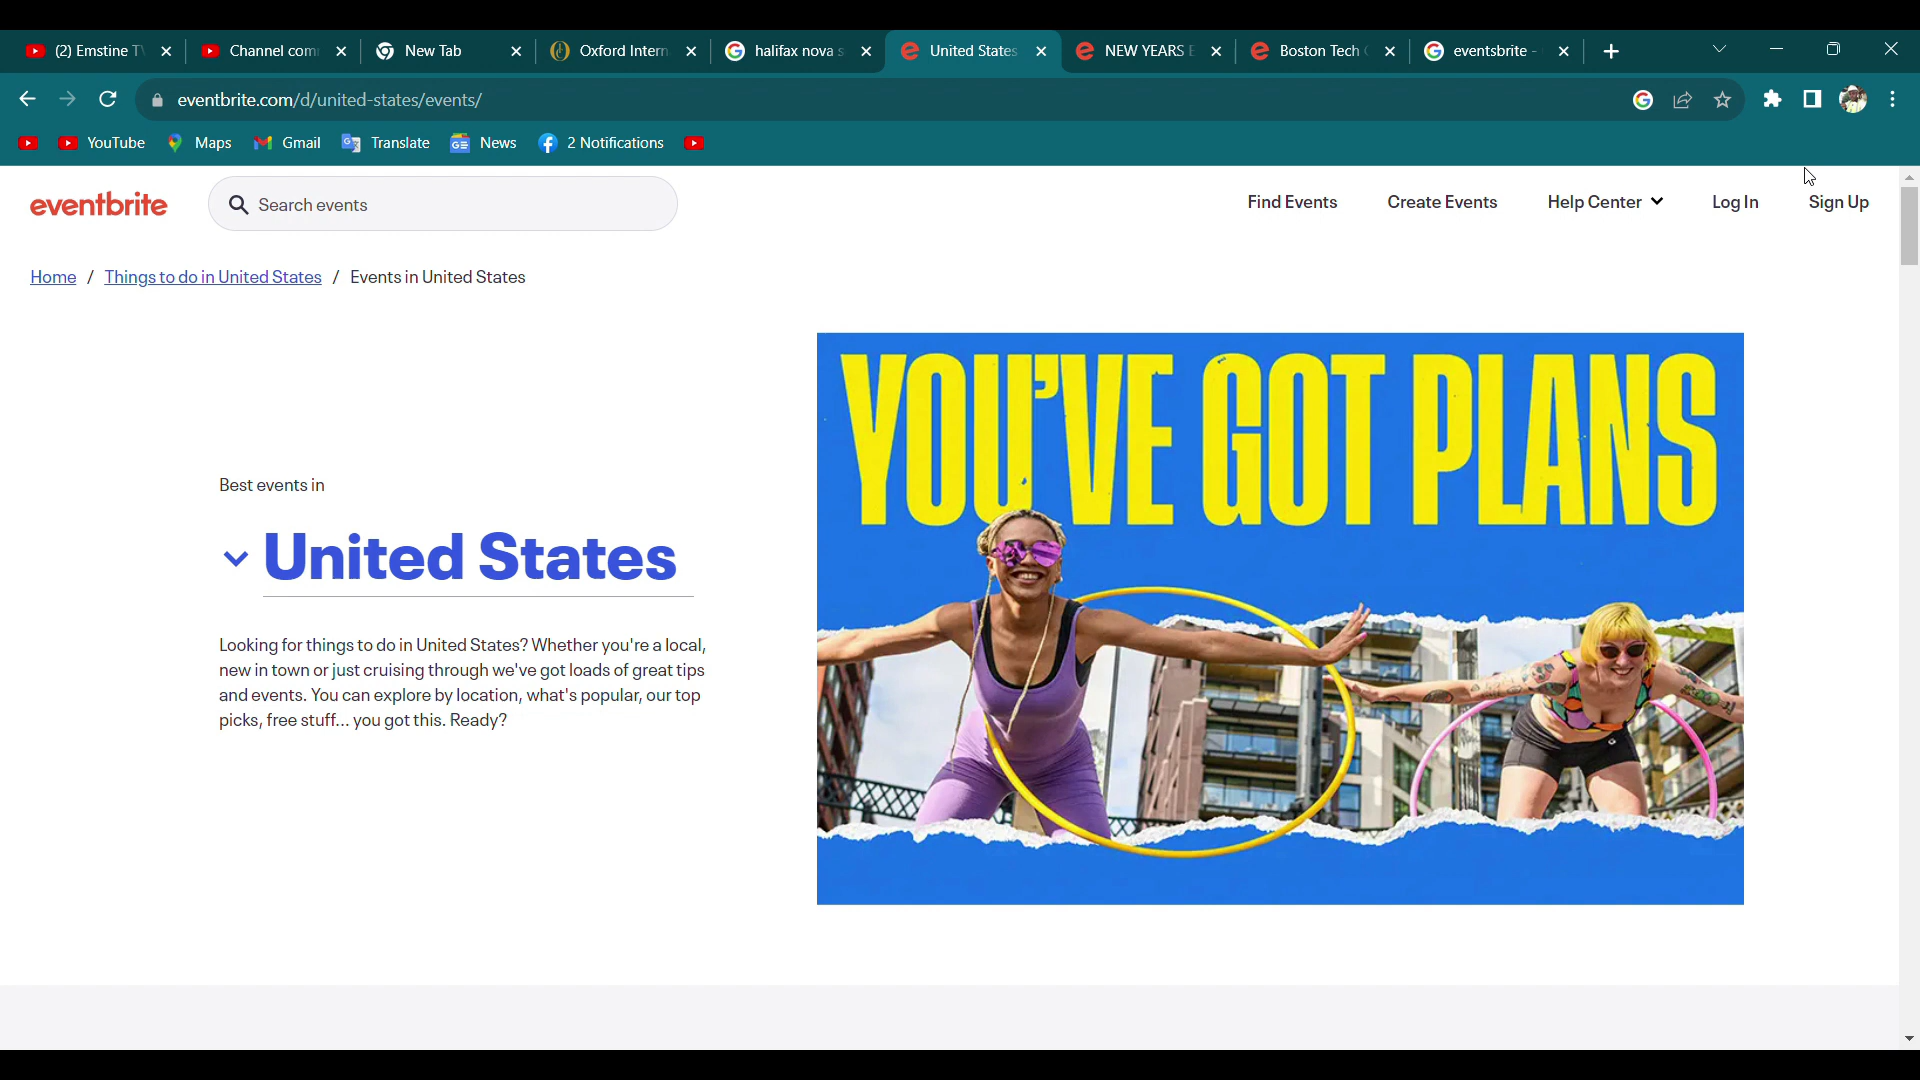 (2) Emstine T
Channel com
New Tab
Oxford Intern
halifax nova s
United States
NEW YEARS E
Boston Tech
eventsbrite -
eventbrite.com/d/united-states/events/
YouTube
Maps
Gmail
Translate
News
2 Notifications
eventbrite
Search events
Find Events
Create Events
Help Center
Log In
Sign Up
Home / Things to do in United States / Events in United States
YOU'VE GOT PLANS
Best events in
United States
Looking for things to do in United States? Whether you're a local,
new in town or just cruising through we've got loads of great tips
and events. You can explore by location, what's popular, our top
picks, free stuff... you got this. Ready?